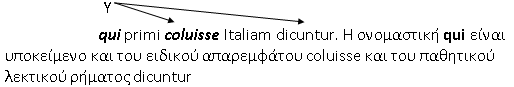 Υ
qui primi coluisse Italiam dicuntur. Η ονομαστική qui είναι
υποκείμενο και του ειδικού απαρεμφάτου coluisse και του παθητικού
λεκτικού ρήματος dicuntur